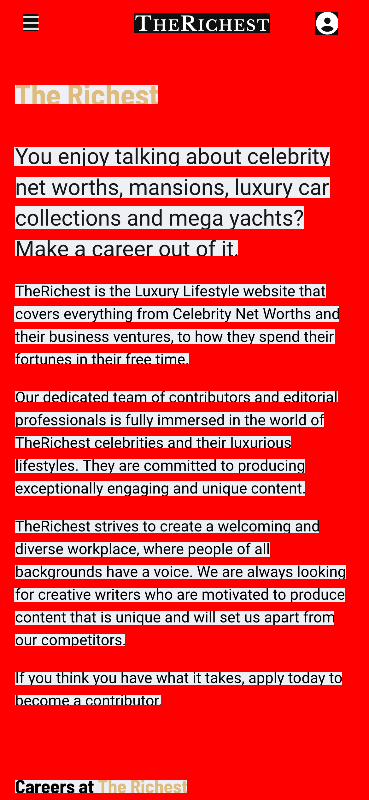 THERICHEST
The Richest
You enjoy talking about celebrity
net worths, mansions, luxury car
collections and mega yachts?
Make a career out of it.
TheRichest is the Luxury Lifestyle website that
covers everything from Celebrity Net Worths and
their business ventures, to how they spend their
fortunes in their free time.
Our dedicated team of contributors and editorial
professionals is fully immersed in the world of
TheRichest celebrities and their luxurious
lifestyles. They are committed to producing
exceptionally engaging and unique content.
TheRichest strives to create a welcoming and
diverse workplace, where people of all
backgrounds have a voice. We are always looking
for creative writers who are motivated to produce
content that is unique and will set us apart from
our competitors.
If you think you have what it takes, apply today to
become a contributor.
Careers at The Richest